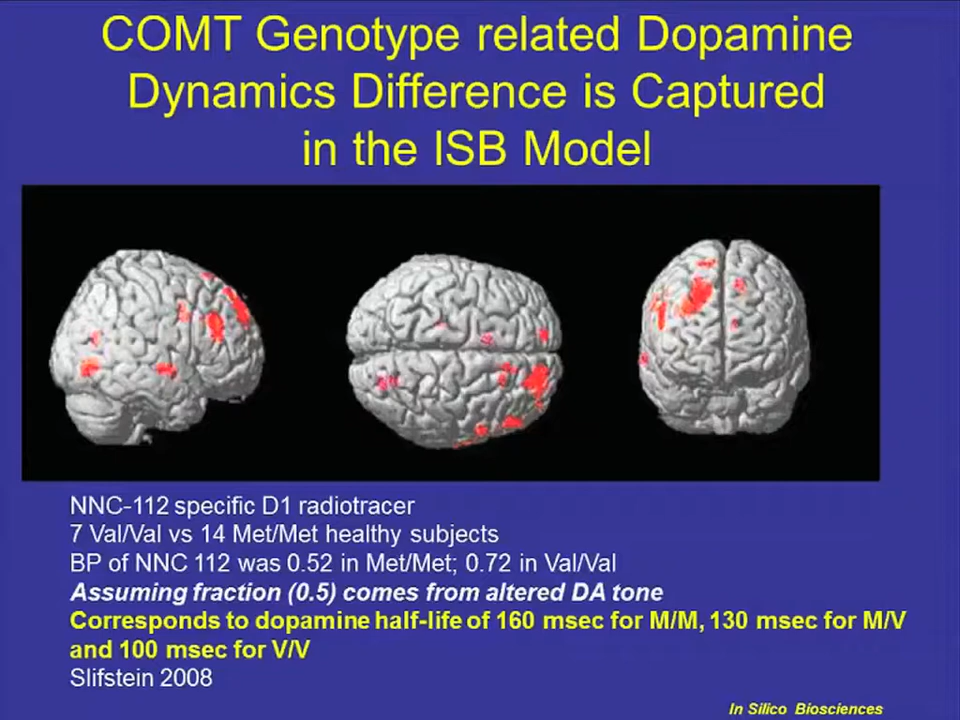 COMT Genotype related Dopamine
Dynamics Difference is Captured
in the ISB Model
NNC-112 specific D1 radiotracer
7 Val/Val vs 14 Met/Met healthy subjects
BP of NNC 112 was 0.52 in Met/Met; 0.72 in Val/Val
Assuming fraction (0.5) comes from altered DA tone
Corresponds to dopamine half-life of 160 msec for M/M, 130 msec for M/V
and 100 msec for V/V
Slifstein 2008
In Silico Biosciences